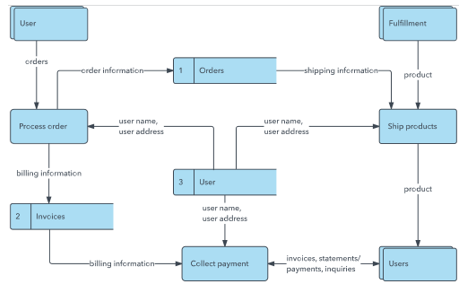 User
Fulfillment
orders
order information
1 Orders
shipping information
product
Process order
user name,
user address
user name,
user address
Ship products
billing information
3 User
product
2 Invoices
user name,
user address
billing information
Collect payment
invoices, statements/
payments, inquiries
Users